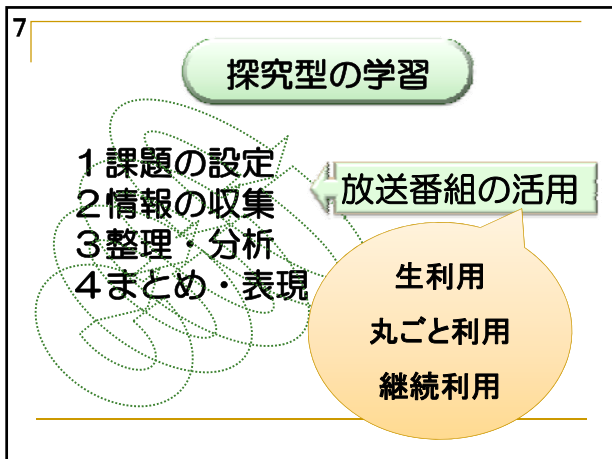 7
探究型の学習
１課題の設定
２情報の収集
３整理・分析
４まとめ・表現
放送番組の活用
生利用
丸ごと利用
継続利用